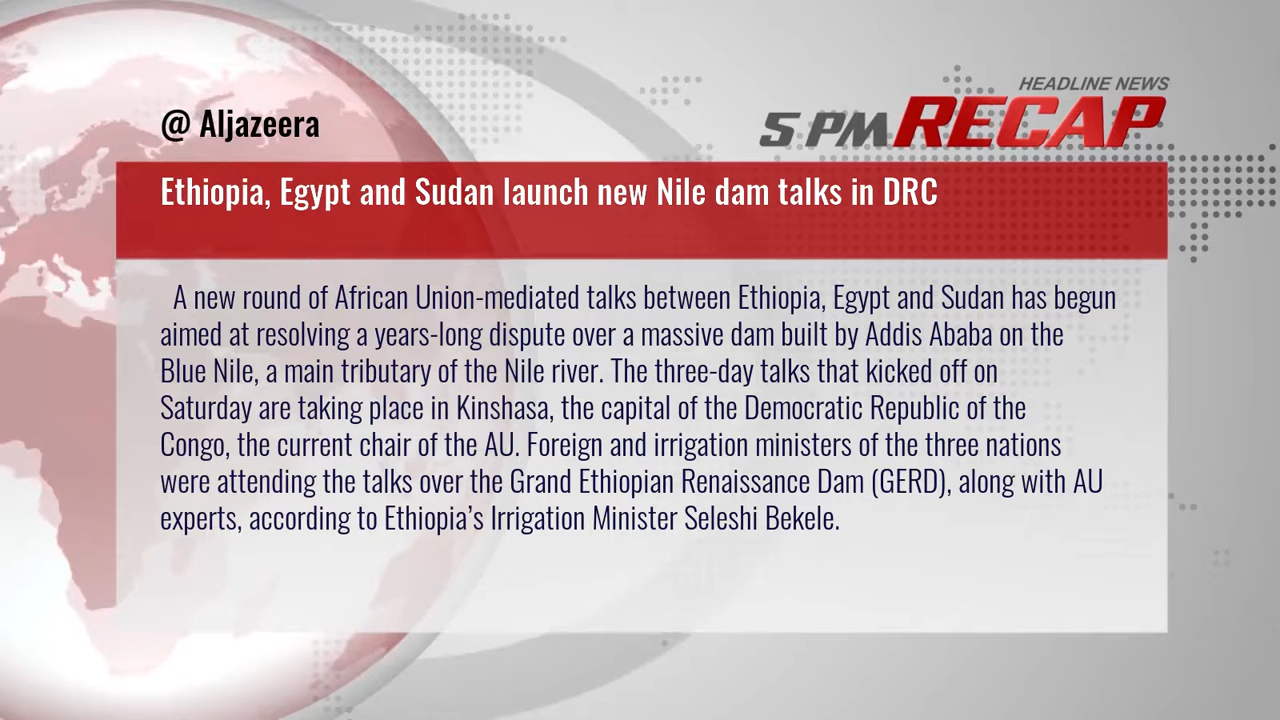 HEADLINE NEWS
@ Aljazeera
5 PM RECAP
Ethiopia, Egypt and Sudan launch new Nile dam talks in DRC
A new round of African Union-mediated talks between Ethiopia, Egypt and Sudan has begun
aimed at resolving a years-long dispute over a massive dam built by Addis Ababa on the
Blue Nile, a main tributary of the Nile river. The three-day talks that kicked off on
Saturday are taking place in Kinshasa, the capital of the Democratic Republic of the
Congo, the current chair of the AU. Foreign and irrigation ministers of the three nations
were attending the talks over the Grand Ethiopian Renaissance Dam (GERD), along with AU
experts, according to Ethiopia’s Irrigation Minister Seleshi Bekele.